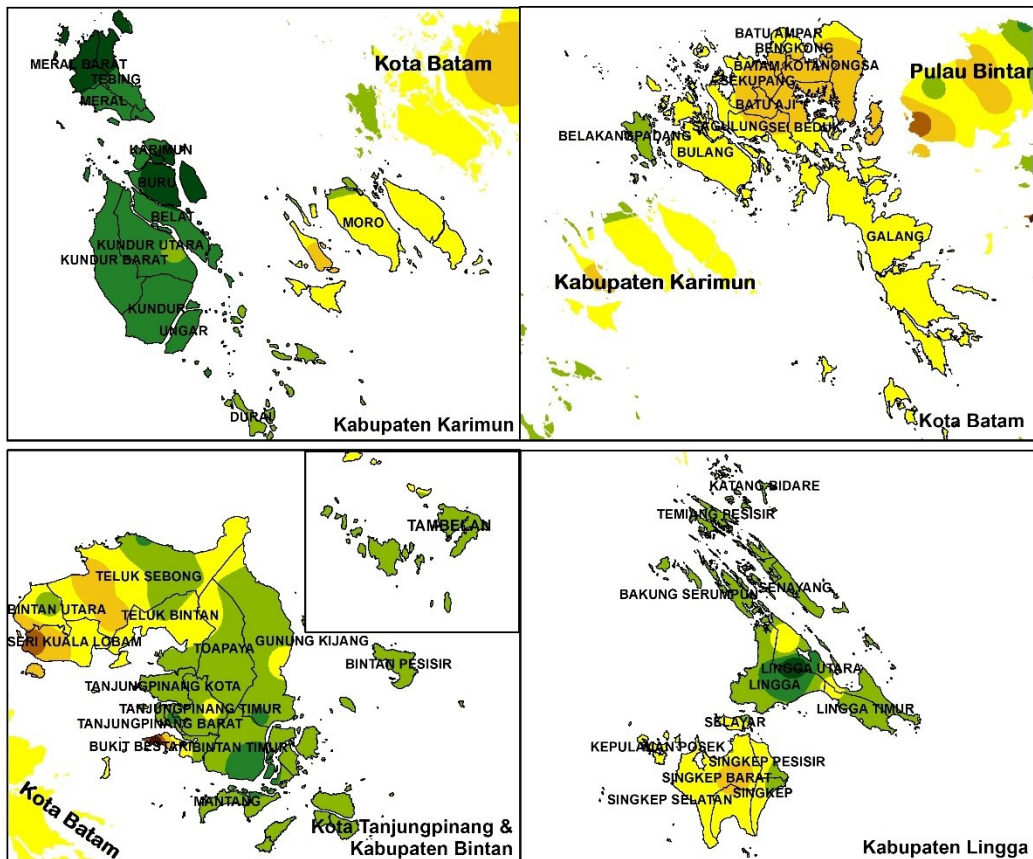 MERAL BARAT
TEBING
MERAL
KARIMUN
BURU
BELAT
KUNDUR UTARA
KUNDUR BARAT
KUNDUR
UNGAR
MORO
DURAI
Kota Batam
Kabupaten Karimun
BATU AMPAR
BENGKONG
BATAM KOTA
NONGSA
SEKUPANG
BATU AJI
SAGULUNG
SEI BEDUK
BELAKANGPADANG
BULANG
GALANG
Pulau Bintan
Kabupaten Karimun
Kota Batam
TAMBELAN
TELUK SEBONG
BINTAN UTARA
TELUK BINTAN
SERI KUALA LOBAM
TOAPAYA
GUNUNG KIJANG
BINTAN PESISIR
TANJUNGPINANG KOTA
TANJUNGPINANG TIMUR
TANJUNGPINANG BARAT
BUKIT BESTARI
BINTAN TIMUR
MANTANG
Kota Batam
Kota Tanjungpinang &
Kabupaten Bintan
KATANG BIDARE
TEMIANG PESISIR
SENAYANG
BAKUNG SERUMPUN
LINGGA UTARA
LINGGA
LINGGA TIMUR
SELAYAR
KEPULAUAN POSEK
SINGKEP PESISIR
SINGKEP BARAT
SINGKEP
SINGKEP SELATAN
Kabupaten Lingga